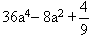 36a⁴− 8a² + 4/9